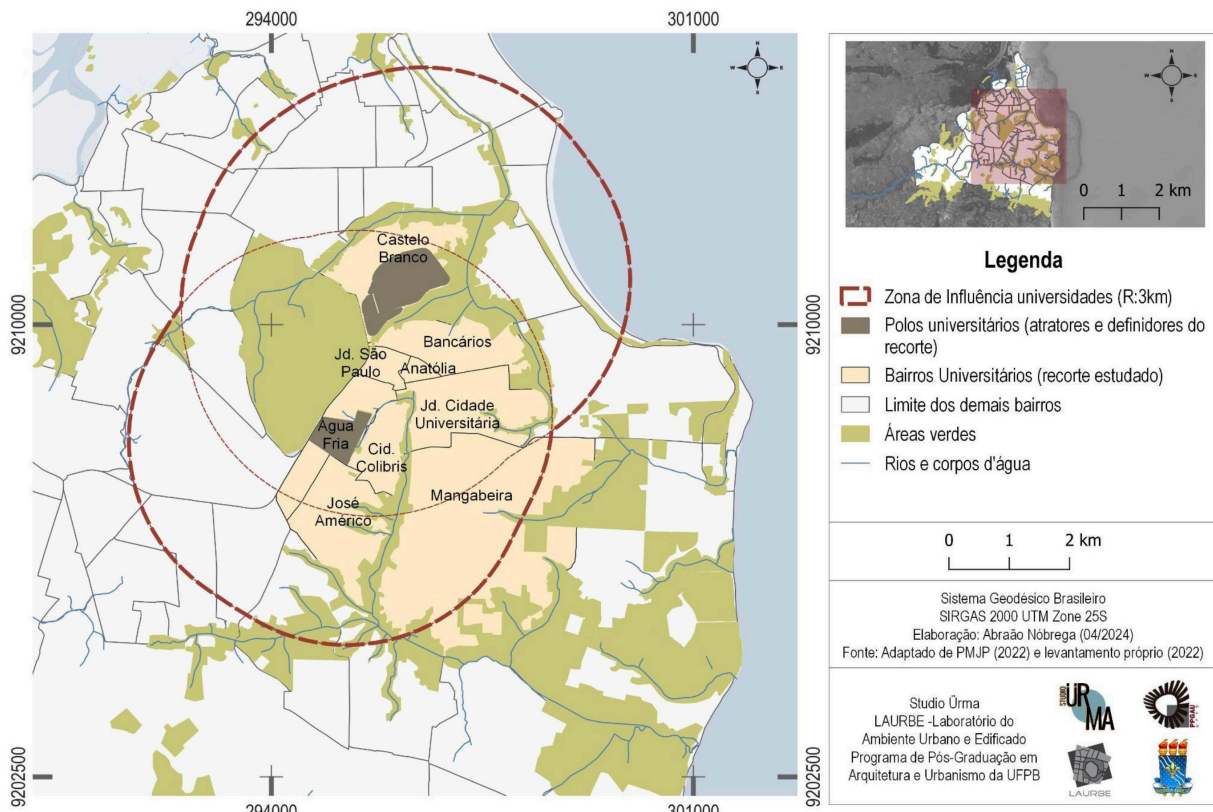 294000
301000
9210000
9202500
Castelo
Branco
Bancários
Jd. São
Paulo
Anatólia
Jd. Cidade
Universitária
Água
Fria
Cid.
Colibris
Mangabeira
José
Américo
9210000
9202500
294000
301000
N
W
E
S
N
W
E
S
0 1 2 km
Legenda
Zona de Influência universidades (R:3km)
Polos universitários (atratores e definidores do
recorte)
Bairros Universitários (recorte estudado)
Limite dos demais bairros
Áreas verdes
Rios e corpos d'água
0 1 2 km
Sistema Geodésico Brasileiro
SIRGAS 2000 UTM Zone 25S
Elaboração: Abraão Nóbrega (04/2024)
Fonte: Adaptado de PMJP (2022) e levantamento próprio (2022)
Studio Ürma
LAURBE -Laboratório do
Ambiente Urbano e Edificado
Programa de Pós-Graduação em
Arquitetura e Urbanismo da UFPB
STUDIO
ÜR
MA
PPGAU
LAURBE